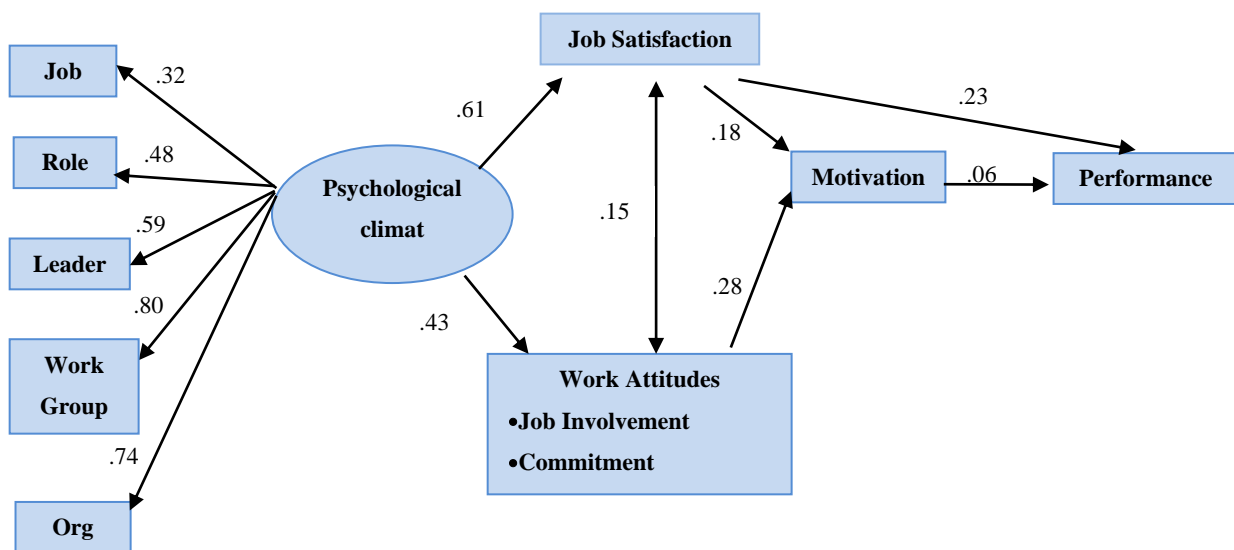 Job Satisfaction
Job
.32
.61
.23
.18
Role
.48
Psychological
climat
Motivation
.06
Performance
.59
.15
Leader
.80
.43
.28
Work
Group
Work Attitudes
•Job Involvement
•Commitment
.74
Org